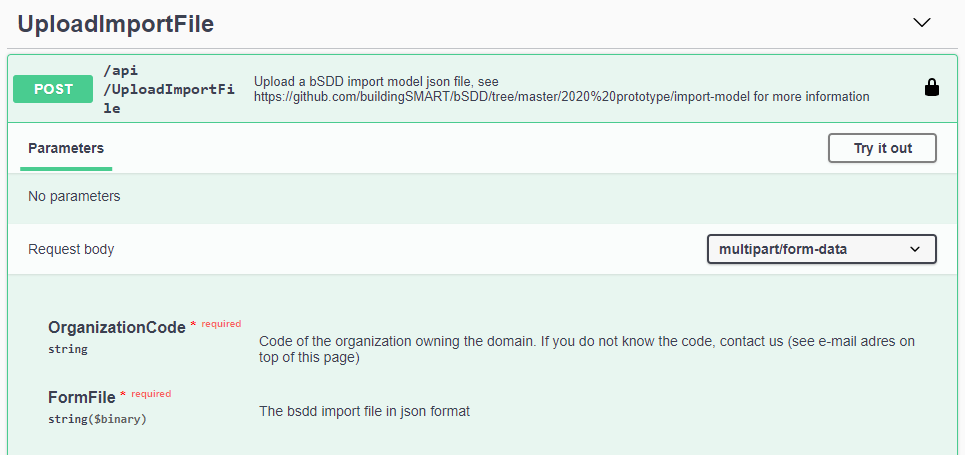 UploadImportFile
POST
/api
/UploadImportFi
le
Upload a bSDD import model json file, see
https://github.com/buildingSMART/bSDD/tree/master/2020%20prototype/import-model for more information
Parameters
Try it out
No parameters
Request body
multipart/form-data
OrganizationCode * required
string
Code of the organization owning the domain. If you do not know the code, contact us (see e-mail adres on
top of this page)
FormFile * required
string($binary)
The bsdd import file in json format